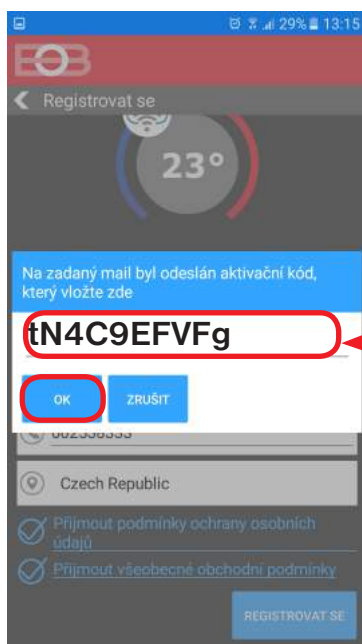 29% 13:15
EOB
Registrovat se
23°
Na zadaný mail byl odeslán aktivační kód,
který vložte zde
tN4C9EFVFg
OK ZRUŠIT
Czech Republic
Přijmout podmínky ochrany osobních
údajů
Přijmout všeobecné obchodní podmínky
REGISTROVAT SE